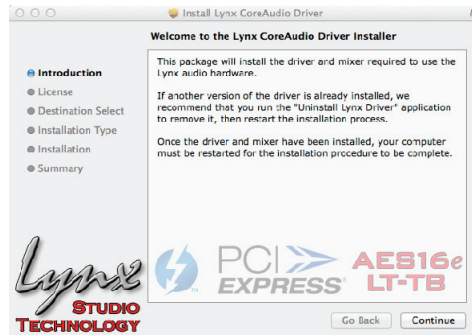 Install Lynx CoreAudio Driver
Welcome to the Lynx CoreAudio Driver Installer
Introduction
License
Destination Select
Installation Type
Installation
Summary
This package will install the driver and mixer required to use the
Lynx audio hardware.
If another version of the driver is already installed, we
recommend that you run the "Uninstall Lynx Driver" application
to remove it, then restart the installation process.
Once the driver and mixer have been installed, your computer
must be restarted for the installation procedure to be complete.
Lynx
STUDIO
TECHNOLOGY
PCI
EXPRESS
AES16e
LT-TB
Go Back
Continue